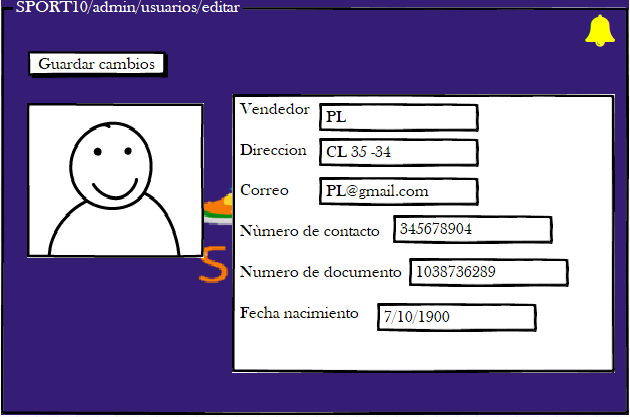 SPORT10/admin/usuarios/editar
Guardar cambios
Vendedor PL
Direccion CL 35 -34
Correo PL@gmail.com
Nùmero de contacto 345678904
Numero de documento 1038736289
Fecha nacimiento 7/10/1900
S